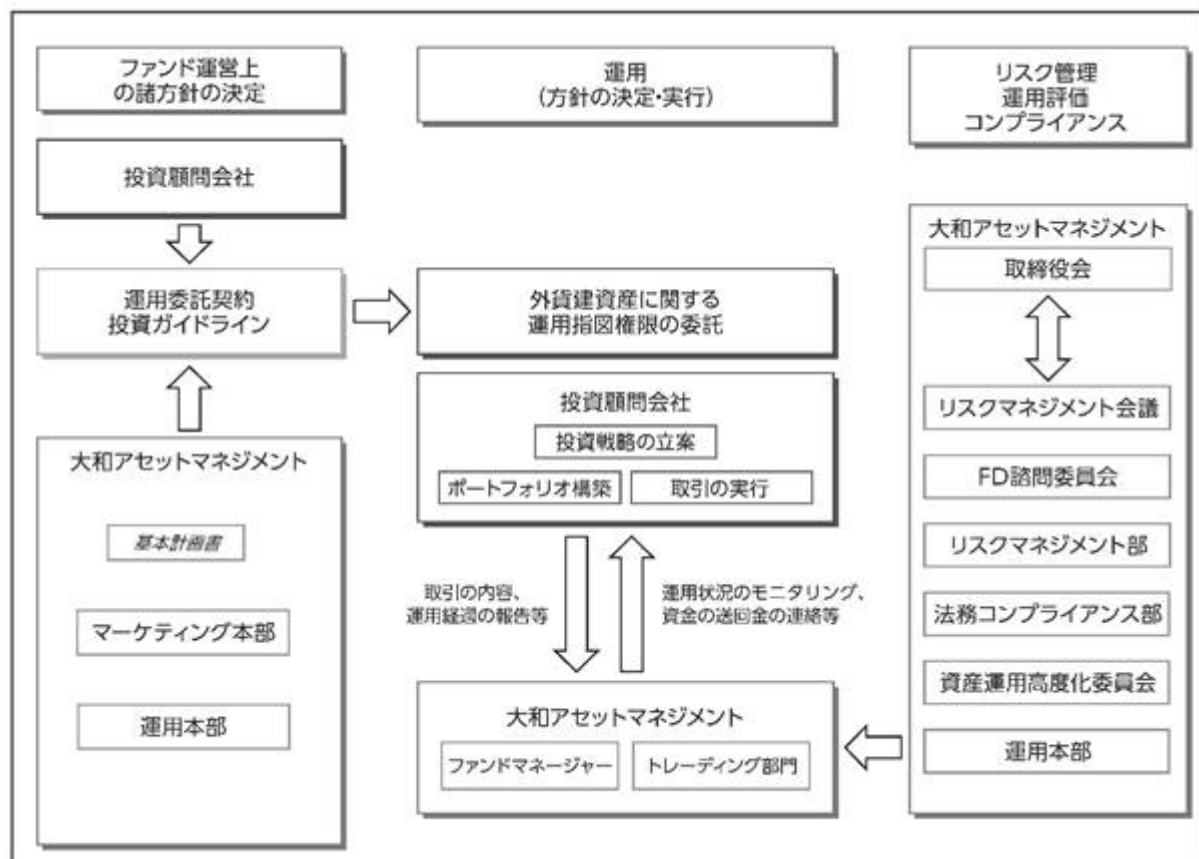 ファンド運営上
の諸方針の決定
投資顧問会社
運用委託契約
投資ガイドライン
大和アセットマネジメント
基本計画書
マーケティング本部
運用本部
運用
(方針の決定・実行)
外貨建資産に関する
運用指図権限の委託
投資顧問会社
投資戦略の立案
ポートフォリオ構築
取引の実行
取引の内容、
運用経過の報告等
運用状況のモニタリング、
資金の送回金の連絡等
大和アセットマネジメント
ファンドマネージャー
トレーディング部門
リスク管理
運用評価
コンプライアンス
大和アセットマネジメント
取締役会
リスクマネジメント会議
FD諮問委員会
リスクマネジメント部
法務コンプライアンス部
資産運用高度化委員会
運用本部